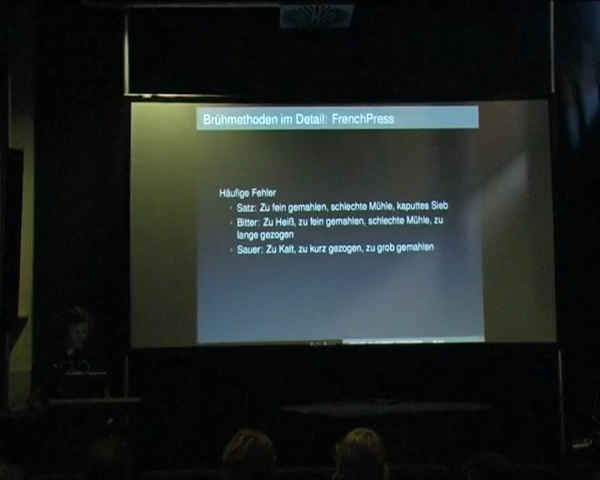 Brühmethoden im Detail: FrenchPress
Häufige Fehler
Satz: Zu fein gemahlen, schlechte Mühle, kaputtes Sieb
Bitter: Zu Heiß, zu fein gemahlen, schlechte Mühle, zu
lange gezogen
Sauer: Zu Kalt, zu kurz gezogen, zu grob gemahlen